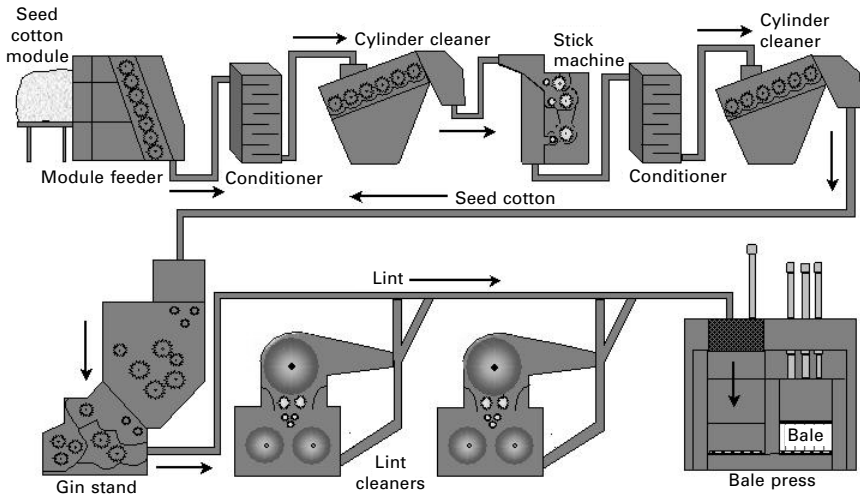 Seed
cotton
module
Cylinder cleaner
Stick
machine
Cylinder
cleaner
Module feeder
Conditioner
Conditioner
Seed cotton
Lint
Bale
Lint
cleaners
Gin stand
Bale press